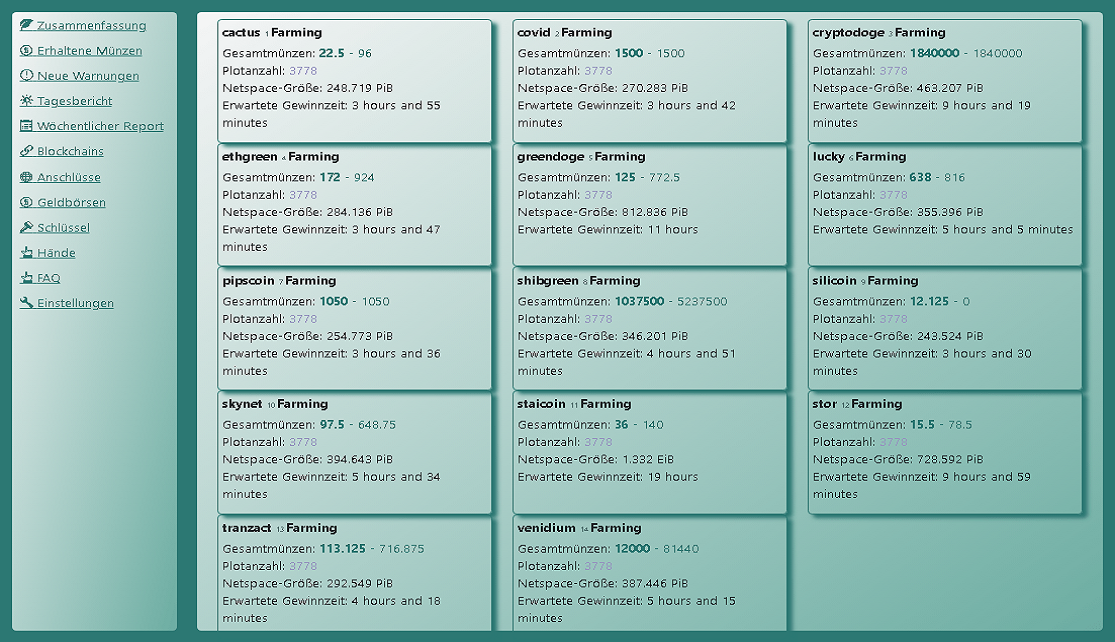 Zusammenfassung
Erhaltene Münzen
Neue Warnungen
Tagesbericht
Wöchentlicher Report
Blockchains
Anschlüsse
Geldbörsen
Schlüssel
Hände
FAQ
Einstellungen
cactus 1 Farming
Gesamtmünzen: 22.5 - 96
Plotanzahl: 3778
Netspace-Größe: 248.719 PiB
Erwartete Gewinnzeit: 3 hours and 55
minutes
covid 2 Farming
Gesamtmünzen: 1500 - 1500
Plotanzahl: 3778
Netspace-Größe: 270.283 PiB
Erwartete Gewinnzeit: 3 hours and 42
minutes
cryptodoge 3 Farming
Gesamtmünzen: 1840000 - 1840000
Plotanzahl: 3778
Netspace-Größe: 463.207 PiB
Erwartete Gewinnzeit: 9 hours and 19
minutes
ethgreen 4 Farming
Gesamtmünzen: 172 - 924
Plotanzahl: 3778
Netspace-Größe: 284.136 PiB
Erwartete Gewinnzeit: 3 hours and 47
minutes
greendoge 5 Farming
Gesamtmünzen: 125 - 772.5
Plotanzahl: 3778
Netspace-Größe: 812.836 PiB
Erwartete Gewinnzeit: 11 hours
lucky 6 Farming
Gesamtmünzen: 638 - 816
Plotanzahl: 3778
Netspace-Größe: 355.396 PiB
Erwartete Gewinnzeit: 5 hours and 5 minutes
pipscoin 7 Farming
Gesamtmünzen: 1050 - 1050
Plotanzahl: 3778
Netspace-Größe: 254.773 PiB
Erwartete Gewinnzeit: 3 hours and 36
minutes
shibgreen 8 Farming
Gesamtmünzen: 1037500 - 5237500
Plotanzahl: 3778
Netspace-Größe: 346.201 PiB
Erwartete Gewinnzeit: 4 hours and 51
minutes
silicoin 9 Farming
Gesamtmünzen: 12.125 - 0
Plotanzahl: 3778
Netspace-Größe: 243.524 PiB
Erwartete Gewinnzeit: 3 hours and 30
minutes
skynet 10 Farming
Gesamtmünzen: 97.5 - 648.75
Plotanzahl: 3778
Netspace-Größe: 394.643 PiB
Erwartete Gewinnzeit: 5 hours and 34
minutes
staicoin 11 Farming
Gesamtmünzen: 36 - 140
Plotanzahl: 3778
Netspace-Größe: 1.332 EiB
Erwartete Gewinnzeit: 19 hours
stor 12 Farming
Gesamtmünzen: 15.5 - 78.5
Plotanzahl: 3778
Netspace-Größe: 728.592 PiB
Erwartete Gewinnzeit: 9 hours and 59
minutes
tranzact 13 Farming
Gesamtmünzen: 113.125 - 716.875
Plotanzahl: 3778
Netspace-Größe: 292.549 PiB
Erwartete Gewinnzeit: 4 hours and 18
minutes
venidium 14 Farming
Gesamtmünzen: 12000 - 81440
Plotanzahl: 3778
Netspace-Größe: 387.446 PiB
Erwartete Gewinnzeit: 5 hours and 15
minutes